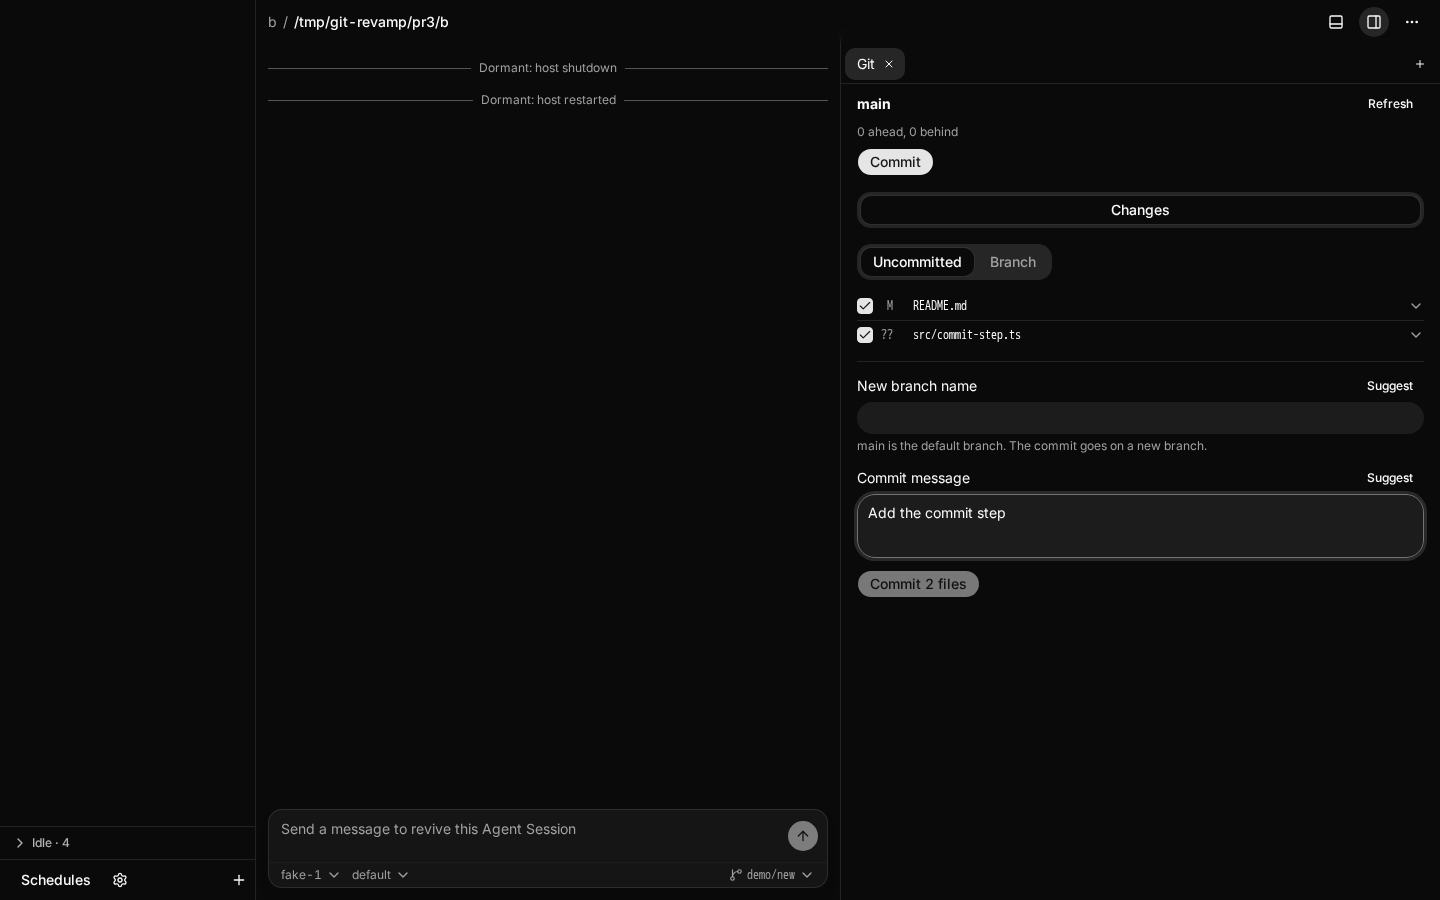 b / /tmp/git-revamp/pr3/b
Dormant: host shutdown
Dormant: host restarted
Send a message to revive this Agent Session
fake-1 default demo/new
Idle · 4
Schedules
Git
main Refresh
0 ahead, 0 behind
Commit
Changes
Uncommitted Branch
M README.md
?? src/commit-step.ts
New branch name Suggest
main is the default branch. The commit goes on a new branch.
Commit message Suggest
Add the commit step
Commit 2 files